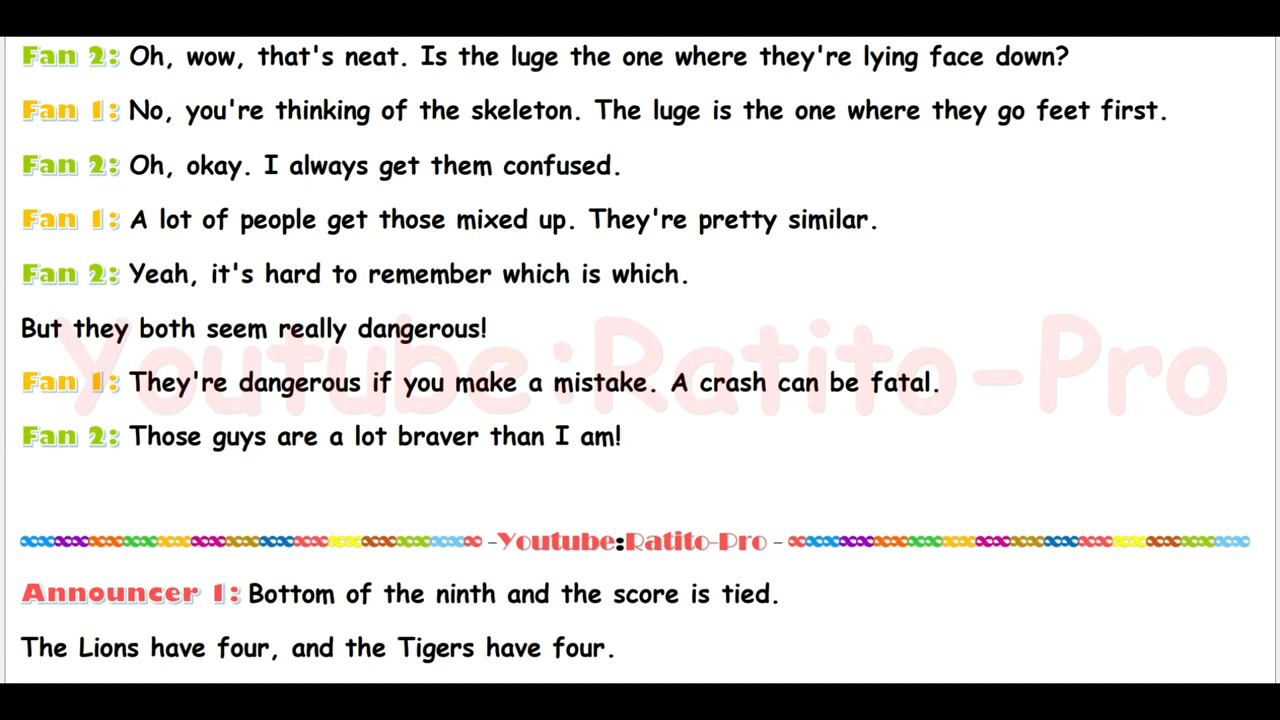 Fan 2: Oh, wow, that's neat. Is the luge the one where they're lying face down?
Fan 1: No, you're thinking of the skeleton. The luge is the one where they go feet first.
Fan 2: Oh, okay. I always get them confused.
Fan 1: A lot of people get those mixed up. They're pretty similar.
Fan 2: Yeah, it's hard to remember which is which.
But they both seem really dangerous!
Youtube:Ratito-Pro
Fan 1: They're dangerous if you make a mistake. A crash can be fatal.
Fan 2: Those guys are a lot braver than I am!
-Youtube:Ratito-Pro -
Announcer 1: Bottom of the ninth and the score is tied.
The Lions have four, and the Tigers have four.